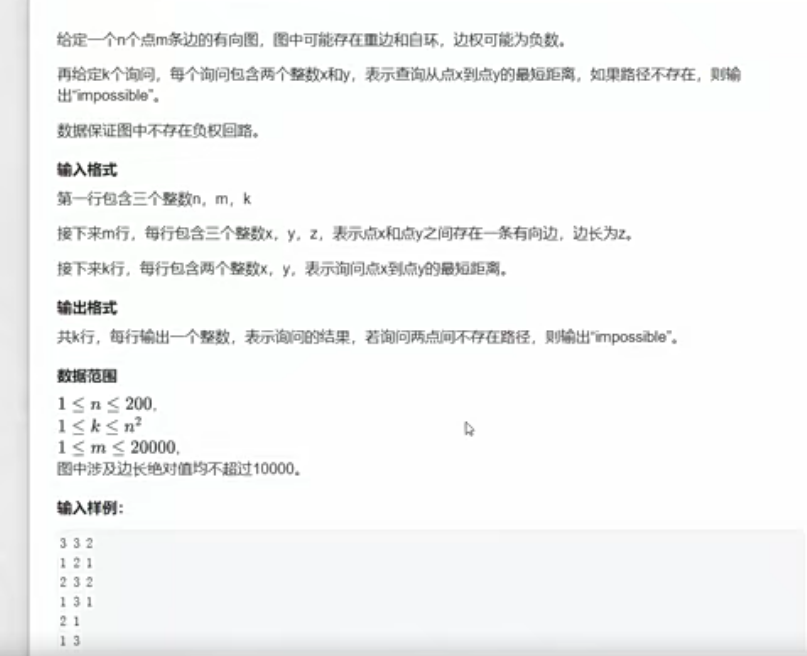 给定一个n个点m条边的有向图，图中可能存在重边和自环，边权可能为负数。
再给定k个询问，每个询问包含两个整数x和y，表示查询从点x到点y的最短距离，如果路径不存在，则输
出“impossible”。
数据保证图中不存在负权回路。
输入格式
第一行包含三个整数n，m，k
接下来m行，每行包含三个整数x，y，z，表示点x和点y之间存在一条有向边，边长为z。
接下来k行，每行包含两个整数x，y，表示询问点x到点y的最短距离。
输出格式
共k行，每行输出一个整数，表示询问的结果，若询问两点间不存在路径，则输出“impossible”。
数据范围
1 ≤ n ≤ 200,
1 ≤ k ≤ n²
1 ≤ m ≤ 20000,
图中涉及边长绝对值均不超过10000。
输入样例：
3 3 2
1 2 1
2 3 2
1 3 1
2 1
1 3